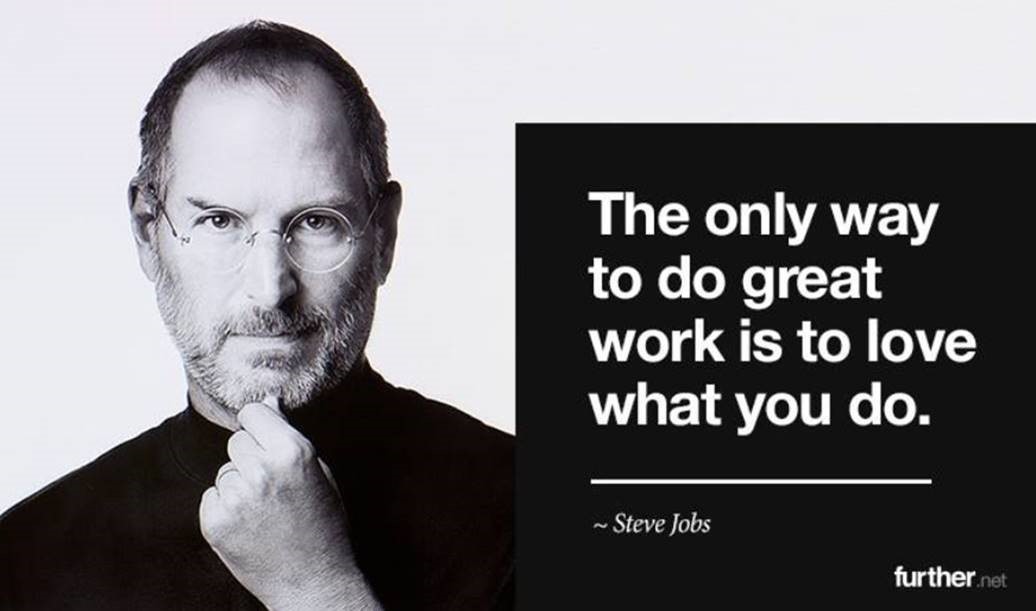 The only way
to do great
work is to love
what you do.
~ Steve Jobs
further.net